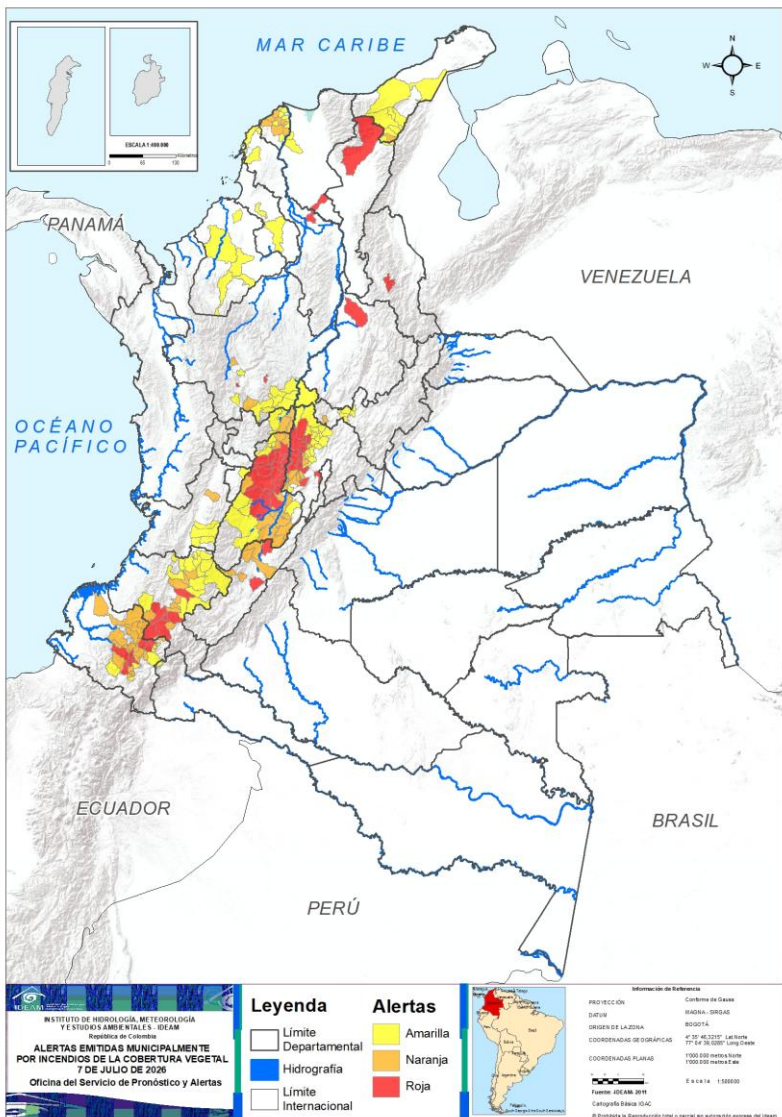 MAR CARIBE
N
W
E
S
ESCALA 1:400.000
PANAMÁ
VENEZUELA
OCÉANO
PACÍFICO
ECUADOR
BRASIL
PERÚ
IDEAM
INSTITUTO DE HIDROLOGÍA, METEOROLOGÍA
Y ESTUDIOS AMBIENTALES - IDEAM
República de Colombia
ALERTAS EMITIDAS MUNICIPALMENTE
POR INCENDIOS DE LA COBERTURA VEGETAL
7 DE JULIO DE 2026
Oficina del Servicio de Pronóstico y Alertas
Leyenda
Límite
Departamental
Hidrografía
Límite
Internacional
Alertas
Amarilla
Naranja
Roja
Información de Referencia
PROYECCIÓN Conforme de Gauss
DATUM MAGNA - SIRGAS
ORIGEN DE LA ZONA BOGOTÁ
COORDENADAS GEOGRÁFICAS
COORDENADAS PLANAS 1'000.000 metros Norte
1'000.000 metros Este
Escala 1:500000
Fuente: IDEAM- 2011
Cartografía Básica IGAC